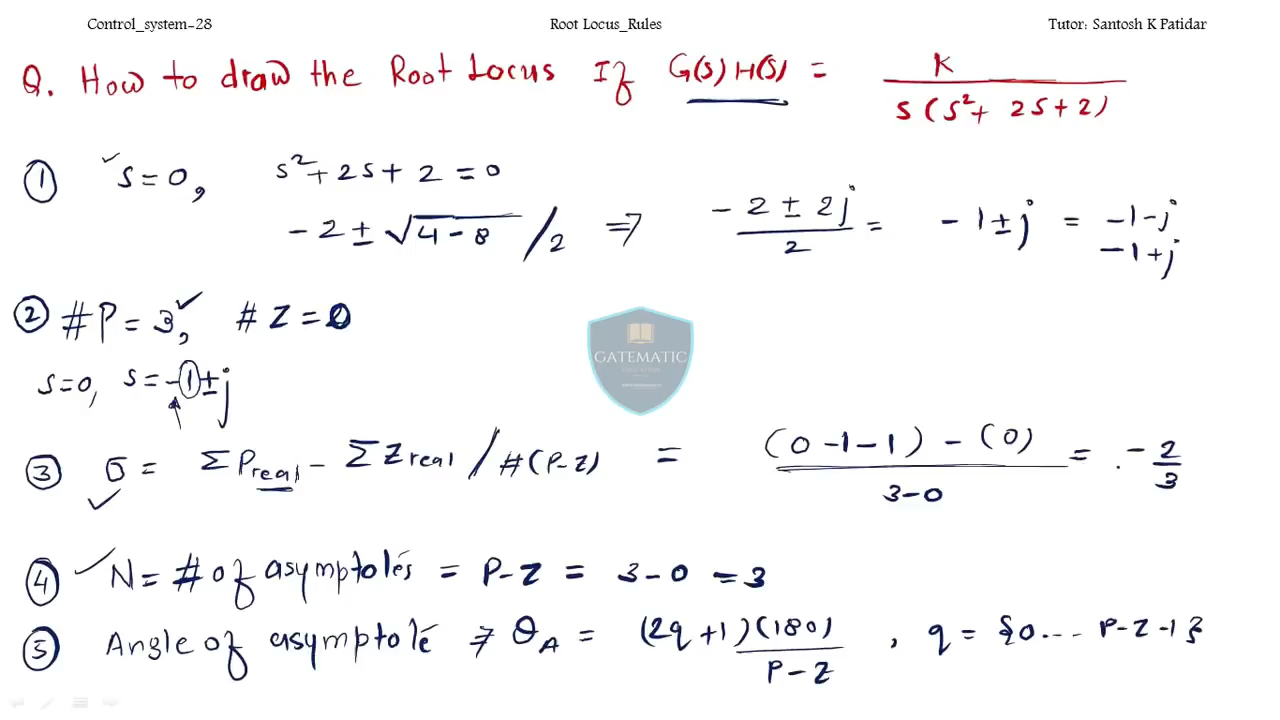 Control_system-28 Root Locus_Rules Tutor: Santosh K Patidar
Q. How to draw the Root Locus If G(s) H(s) = K / s(s²+ 2s+2)
① ✓ s=0, s²+2s+2=0
-2 ± √4-8 /2 ⇒ -2 ± 2j / 2 = -1±j = -1-j
-1+j
② #P=3, ✓ #Z=0
s=0, s=-1±j
GATEMATIC
EDUCATION
③ σ = ΣPreal - ΣZreal / #(P-Z) = (0-1-1) - (0) / 3-0 = -2/3
✓
④ ✓ N= # of asymptotes = P-Z = 3-0 = 3
⑤ Angle of asymptote ⇒ θA = (2q+1)(180) / P-Z , q = {0... P-Z-1}